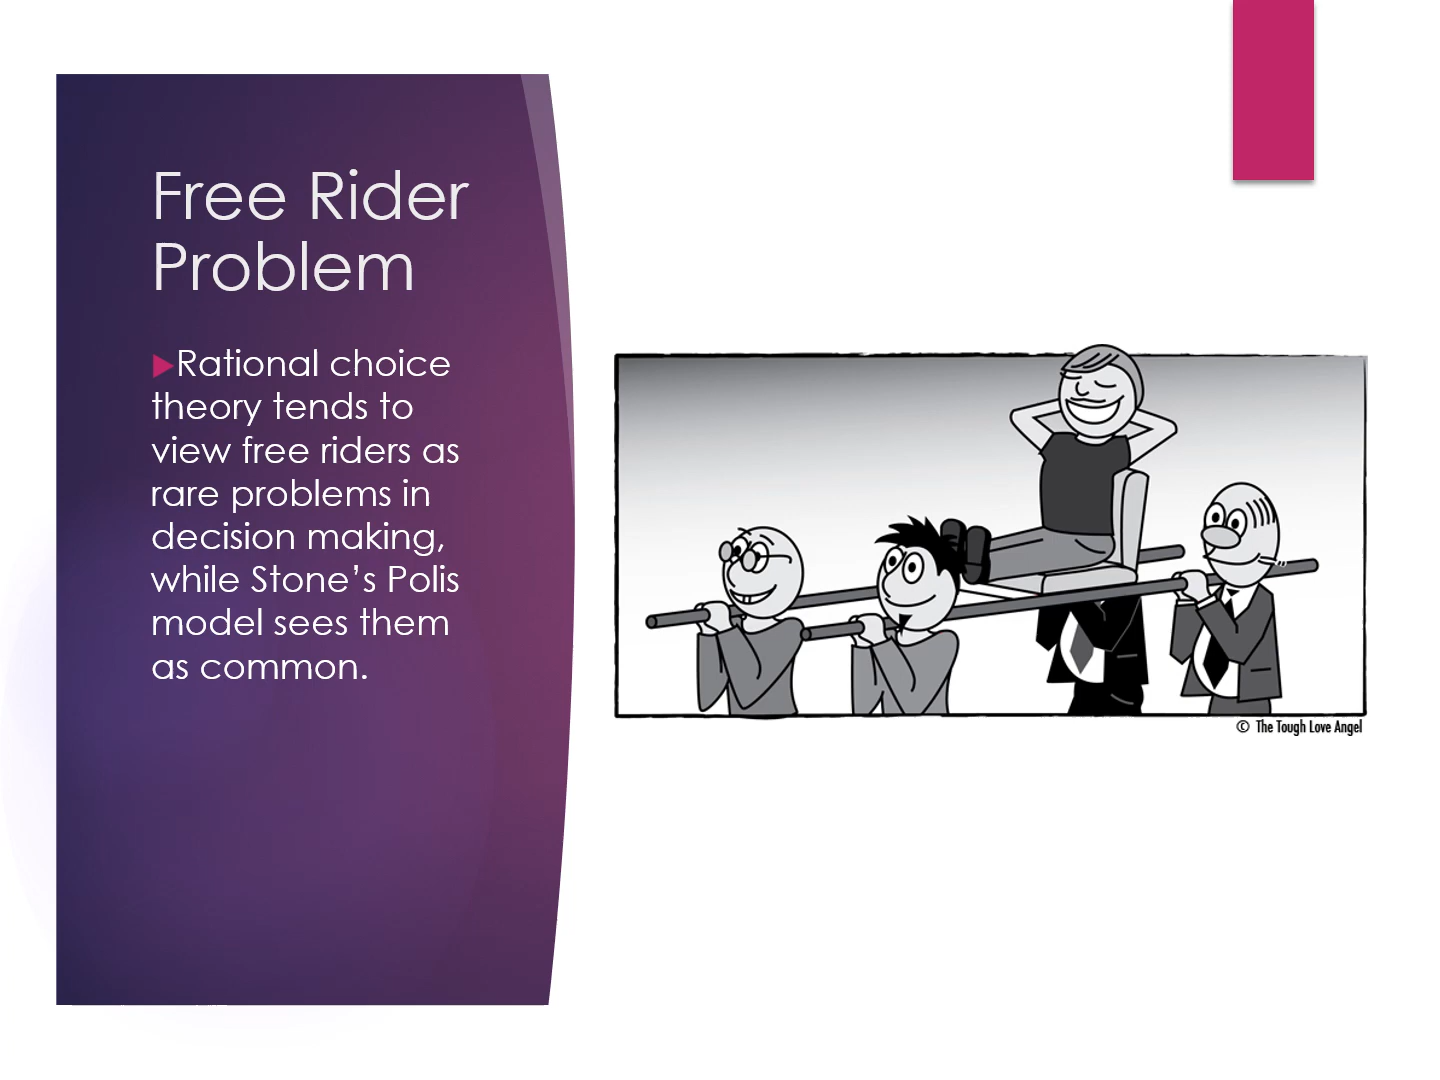 Free Rider
Problem
Rational choice
theory tends to
view free riders as
rare problems in
decision making,
while Stone’s Polis
model sees them
as common.
© The Tough Love Angel